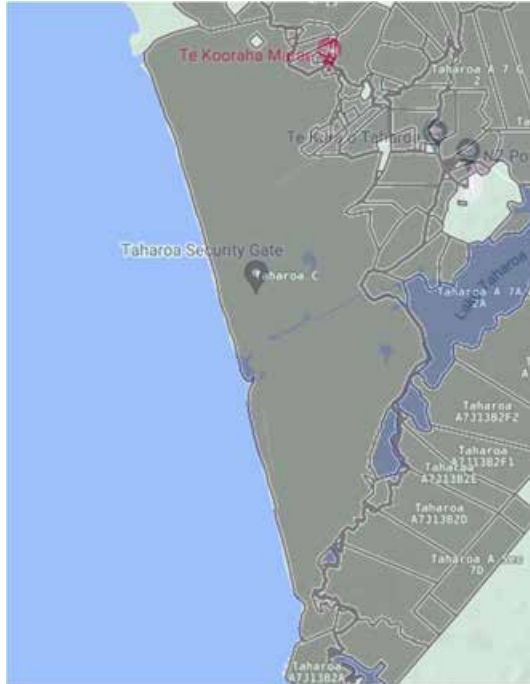 Te Kooraha Marae
Taharoa A 7 G
2
Te Kura o Taharoa
NZ Po
Taharoa Security Gate
Taharoa C
Lake Taharoa
Taharoa A 7A
2A
Taharoa
A7J13B2F2
Taharoa
A7J13B2F1
Taharoa
A7J13B2E
Taharoa
A7J13B2D
Taharoa A Sec
7D
Taharoa
A7J13B2A